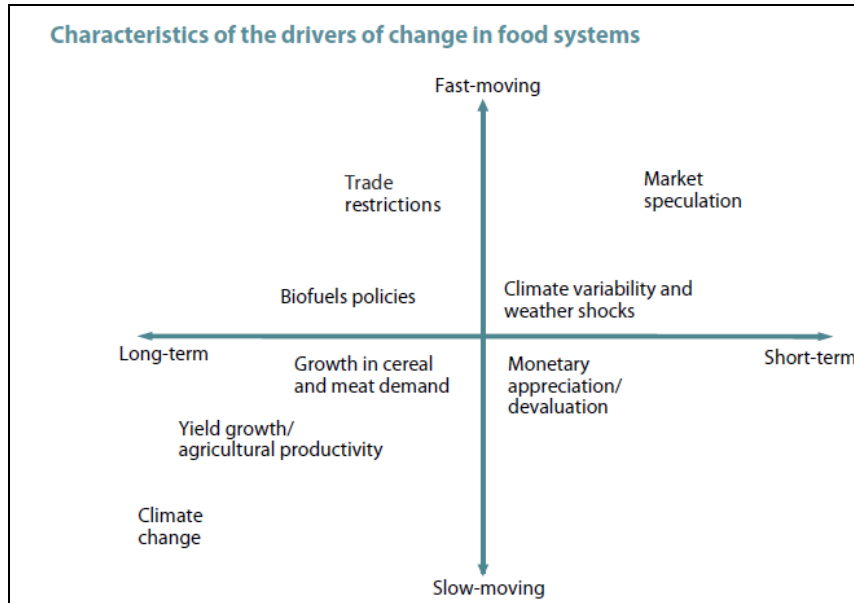 Characteristics of the drivers of change in food systems
Fast-moving
Trade
restrictions
Market
speculation
Biofuels policies
Climate variability and
weather shocks
Long-term
Short-term
Growth in cereal
and meat demand
Monetary
appreciation/
devaluation
Yield growth/
agricultural productivity
Climate
change
Slow-moving